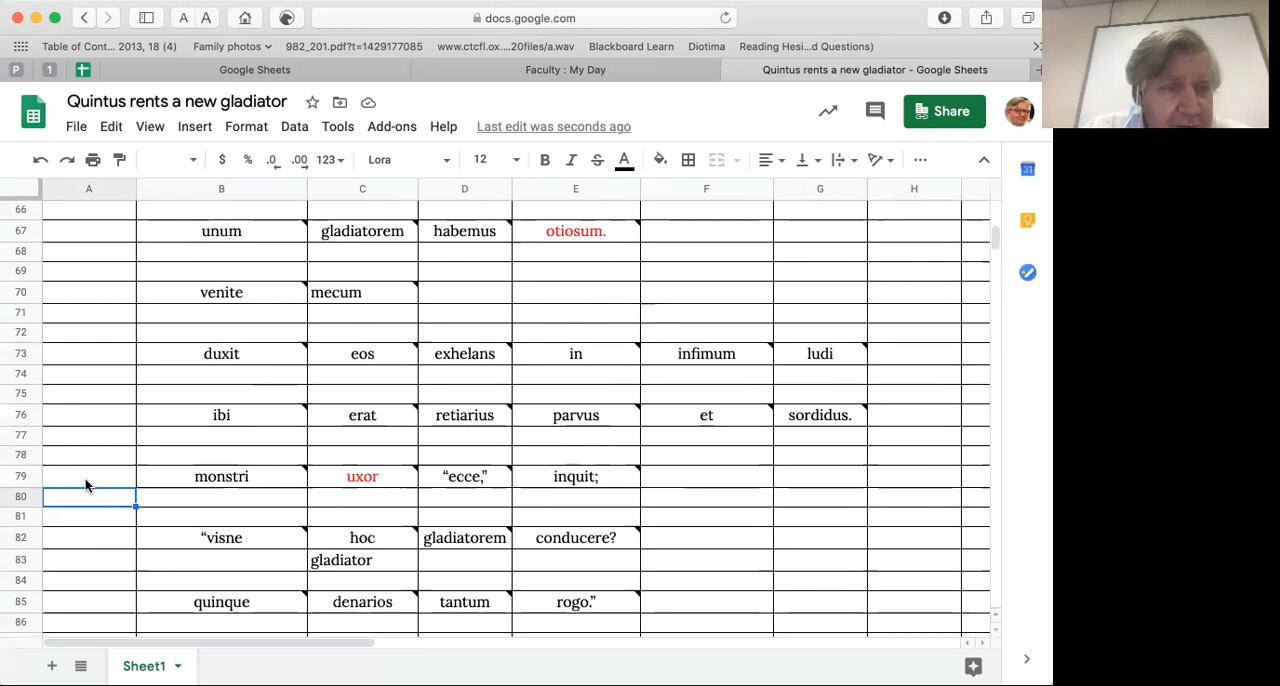 A A docs.google.com
Table of Cont... 2013, 18 (4) Family photos 982_201.pdf?t=1429177085 www.ctcfl.ox....20files/a.wav Blackboard Learn Diotima Reading Hesi...d Questions)
P 1 Google Sheets Faculty : My Day Quintus rents a new gladiator - Google Sheets
Quintus rents a new gladiator
File Edit View Insert Format Data Tools Add-ons Help Last edit was seconds ago Share
$ % .0 .00 123 Lora 12 B I S A
31
A B C D E F G H
66
67 unum gladiatorem habemus otiosum.
68
69
70 venite mecum
71
72
73 duxit eos exhelans in infimum ludi
74
75
76 ibi erat retiarius parvus et sordidus.
77
78
79 monstri uxor “ecce,” inquit;
80
81
82 “visne hoc gladiatorem conducere?
83 gladiator
84
85 quinque denarios tantum rogo.”
86
Sheet1